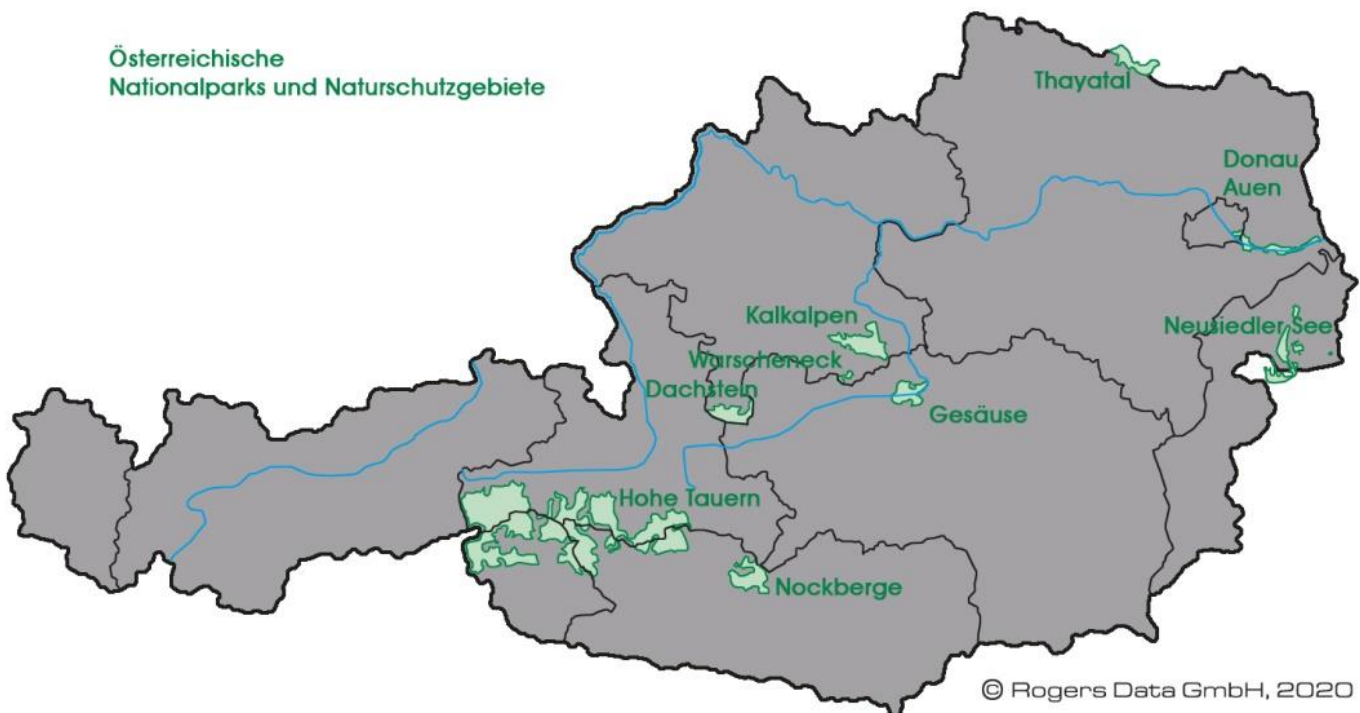 Österreichische
Nationalparks und Naturschutzgebiete
Thayatal
Donau
Auen
Kalkalpen
Neusiedler See
Warscheneck
Dachstein
Gesäuse
Hohe Tauern
Nockberge
© Rogers Data GmbH, 2020